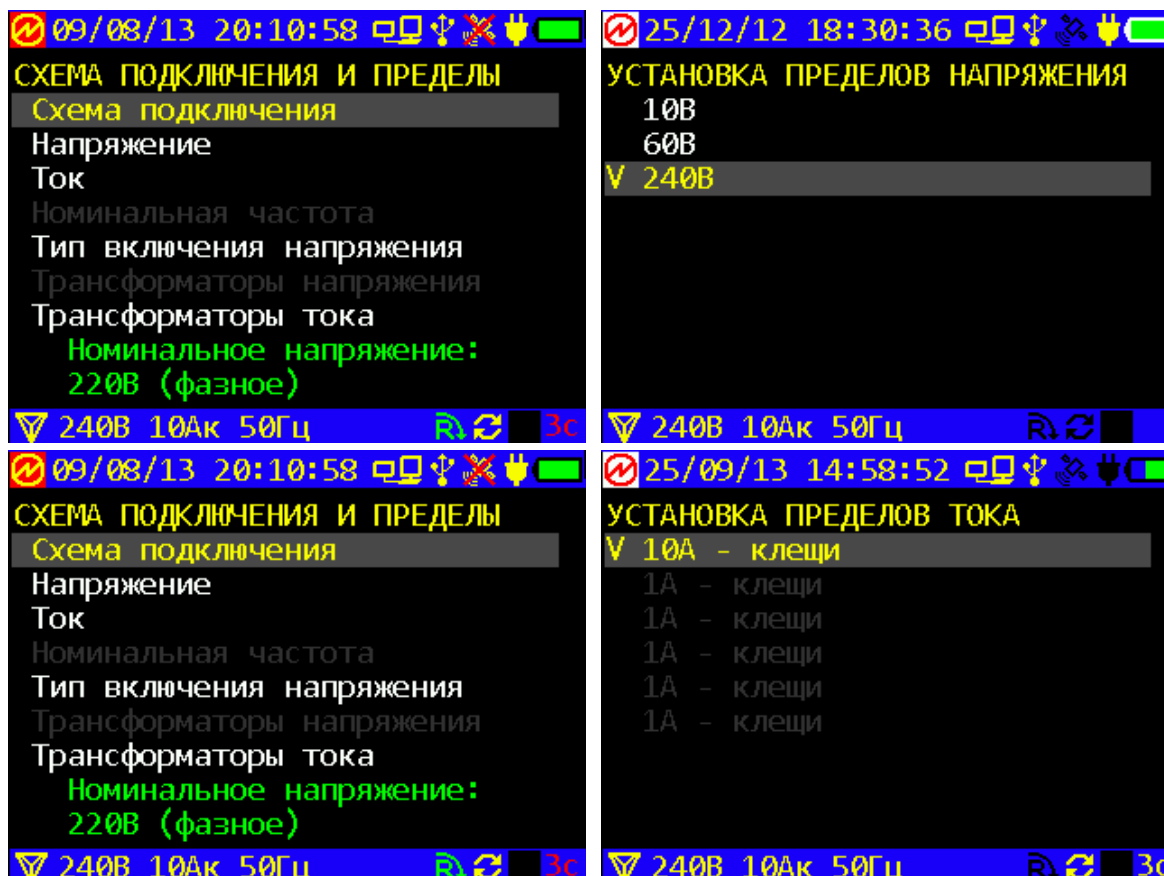 09/08/13 20:10:58
СХЕМА ПОДКЛЮЧЕНИЯ И ПРЕДЕЛЫ
Схема подключения
Напряжение
Ток
Номинальная частота
Тип включения напряжения
Трансформаторы напряжения
Трансформаторы тока
Номинальное напряжение:
220В (фазное)
240В 10Ак 50Гц R 3с
25/12/12 18:30:36
УСТАНОВКА ПРЕДЕЛОВ НАПРЯЖЕНИЯ
10В
60В
V 240В
240В 10Ак 50Гц R
09/08/13 20:10:58
СХЕМА ПОДКЛЮЧЕНИЯ И ПРЕДЕЛЫ
Схема подключения
Напряжение
Ток
Номинальная частота
Тип включения напряжения
Трансформаторы напряжения
Трансформаторы тока
Номинальное напряжение:
220В (фазное)
240В 10Ак 50Гц R 3с
25/09/13 14:58:52
УСТАНОВКА ПРЕДЕЛОВ ТОКА
V 10А - клещи
1А - клещи
1А - клещи
1А - клещи
1А - клещи
1А - клещи
240В 10Ак 50Гц R 3с